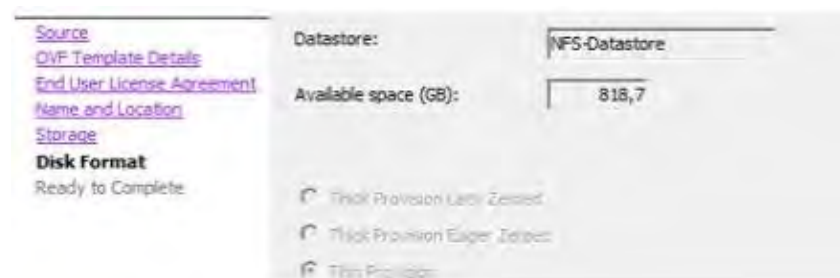 Source
OVF Template Details
End User License Agreement
Name and Location
Storage
Disk Format
Ready to Complete
Datastore: NFS-Datastore
Available space (GB): 818,7
Thick Provision Lazy Zeroed
Thick Provision Eager Zeroed
Thin Provision